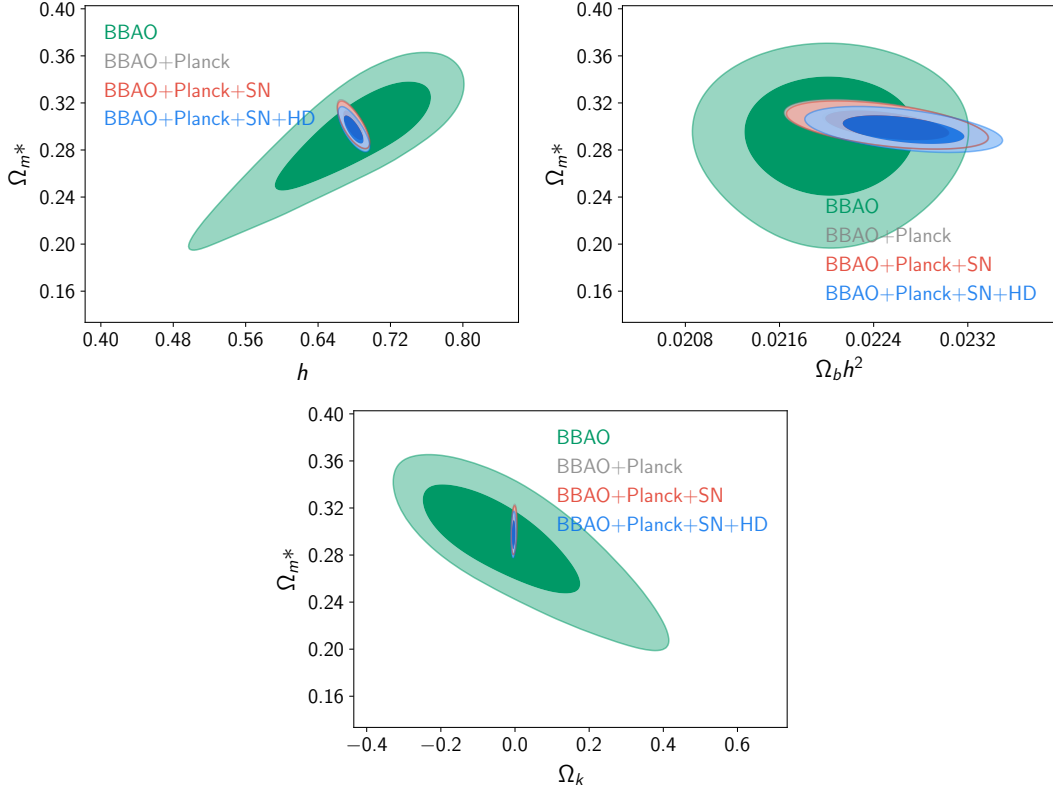 0.40
0.36
0.32
0.28
0.24
0.20
0.16
Ωm*
BBAO
BBAO+Planck
BBAO+Planck+SN
BBAO+Planck+SN+HD
0.40 0.48 0.56 0.64 0.72 0.80
h
0.40
0.36
0.32
0.28
0.24
0.20
0.16
Ωm*
BBAO
BBAO+Planck
BBAO+Planck+SN
BBAO+Planck+SN+HD
0.0208 0.0216 0.0224 0.0232
Ωbh²
0.40
0.36
0.32
0.28
0.24
0.20
0.16
Ωm*
BBAO
BBAO+Planck
BBAO+Planck+SN
BBAO+Planck+SN+HD
−0.4 −0.2 0.0 0.2 0.4 0.6
Ωk